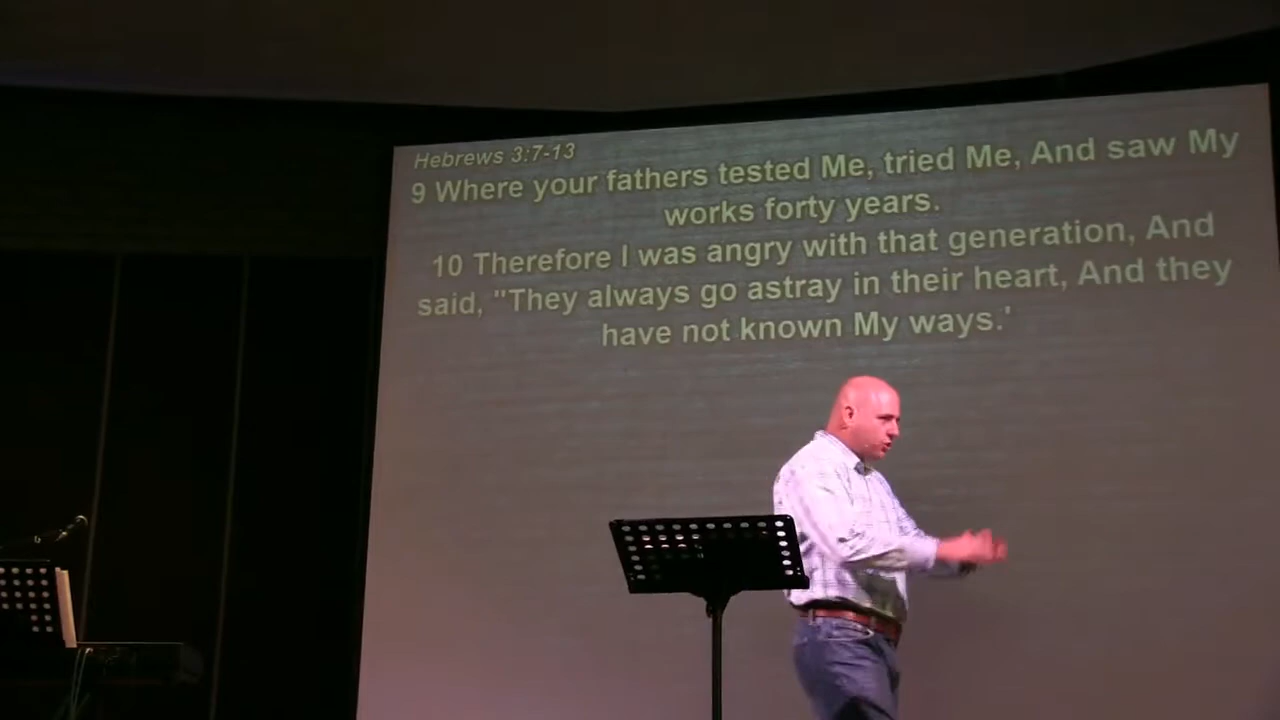 Hebrews 3:7-13
9 Where your fathers tested Me, tried Me, And saw My
works forty years.
10 Therefore I was angry with that generation, And
said, "They always go astray in their heart, And they
have not known My ways.'